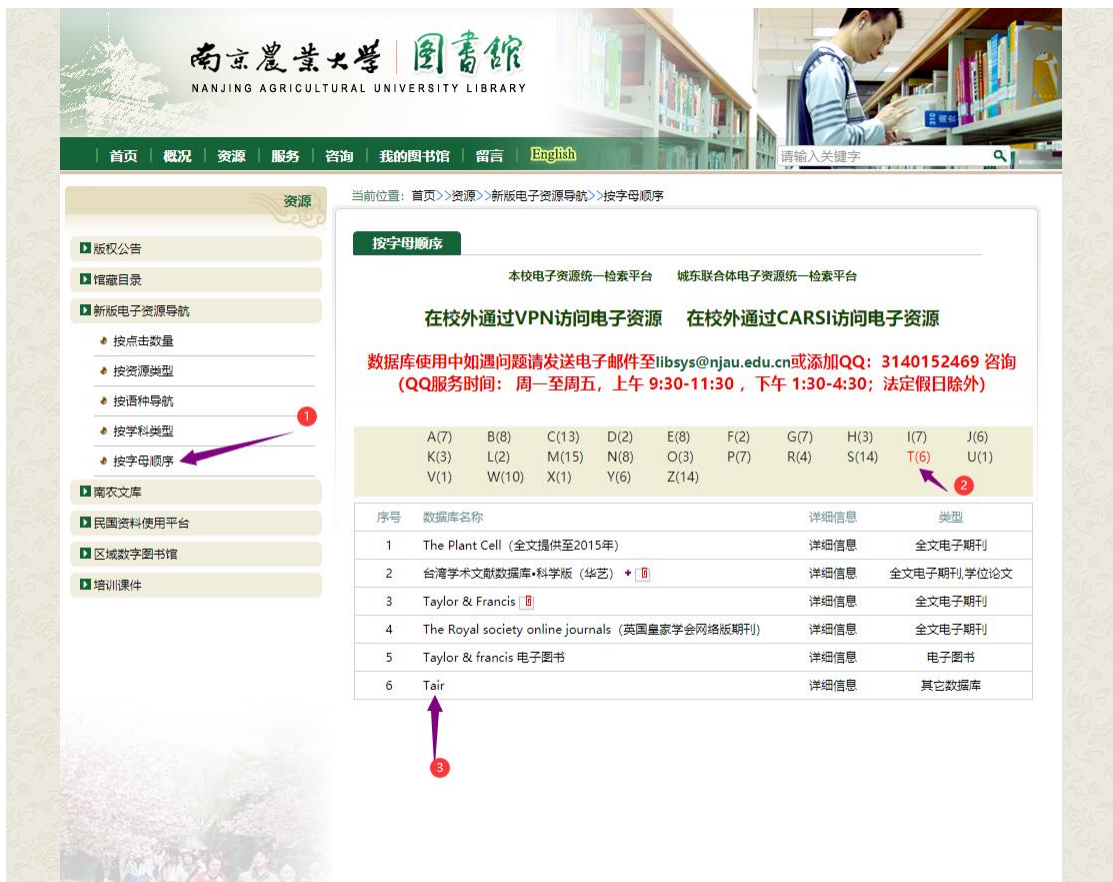 南京農業大學 图書館
NANJING AGRICULTURAL UNIVERSITY LIBRARY
首页 概况 资源 服务 咨询 我的图书馆 留言 English
请输入关键字
资源
版权公告
馆藏目录
新版电子资源导航
按点击数量
按资源类型
按语种导航
按学科类型
按字母顺序
南农文库
民国资料使用平台
区域数字图书馆
培训课件
1
当前位置：首页>>资源>>新版电子资源导航>>按字母顺序
按字母顺序
本校电子资源统一检索平台 城东联合体电子资源统一检索平台
在校外通过VPN访问电子资源 在校外通过CARSI访问电子资源
数据库使用中如遇问题请发送电子邮件至libsys@njau.edu.cn或添加QQ：3140152469 咨询
（QQ服务时间： 周一至周五，上午 9:30-11:30 ，下午 1:30-4:30；法定假日除外）
A(7) B(8) C(13) D(2) E(8) F(2) G(7) H(3) I(7) J(6)
K(3) L(2) M(15) N(8) O(3) P(7) R(4) S(14) T(6) U(1)
V(1) W(10) X(1) Y(6) Z(14)
2
序号 数据库名称 详细信息 类型
1 The Plant Cell（全文提供至2015年） 详细信息 全文电子期刊
2 台湾学术文献数据库•科学版（华艺） + 详细信息 全文电子期刊,学位论文
3 Taylor & Francis 详细信息 全文电子期刊
4 The Royal society online journals（英国皇家学会网络版期刊） 详细信息 全文电子期刊
5 Taylor & francis 电子图书 详细信息 电子图书
6 Tair 详细信息 其它数据库
3
310
南
农